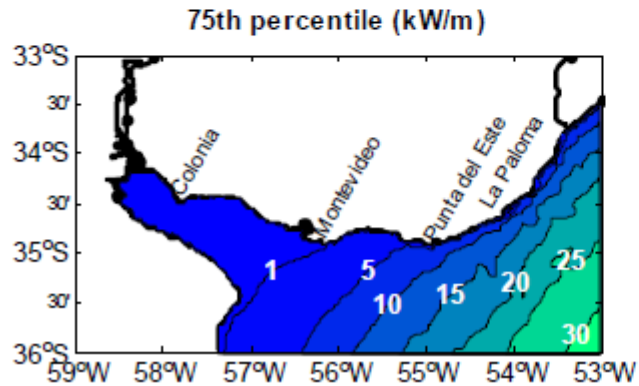 75th percentile (kW/m)
33°S
30'
34°S
30'
35°S
30'
36°S
59°W 58°W 57°W 56°W 55°W 54°W 53°W
Colonia
Montevideo
Punta del Este
La Paloma
1
5
10
15
20
25
30